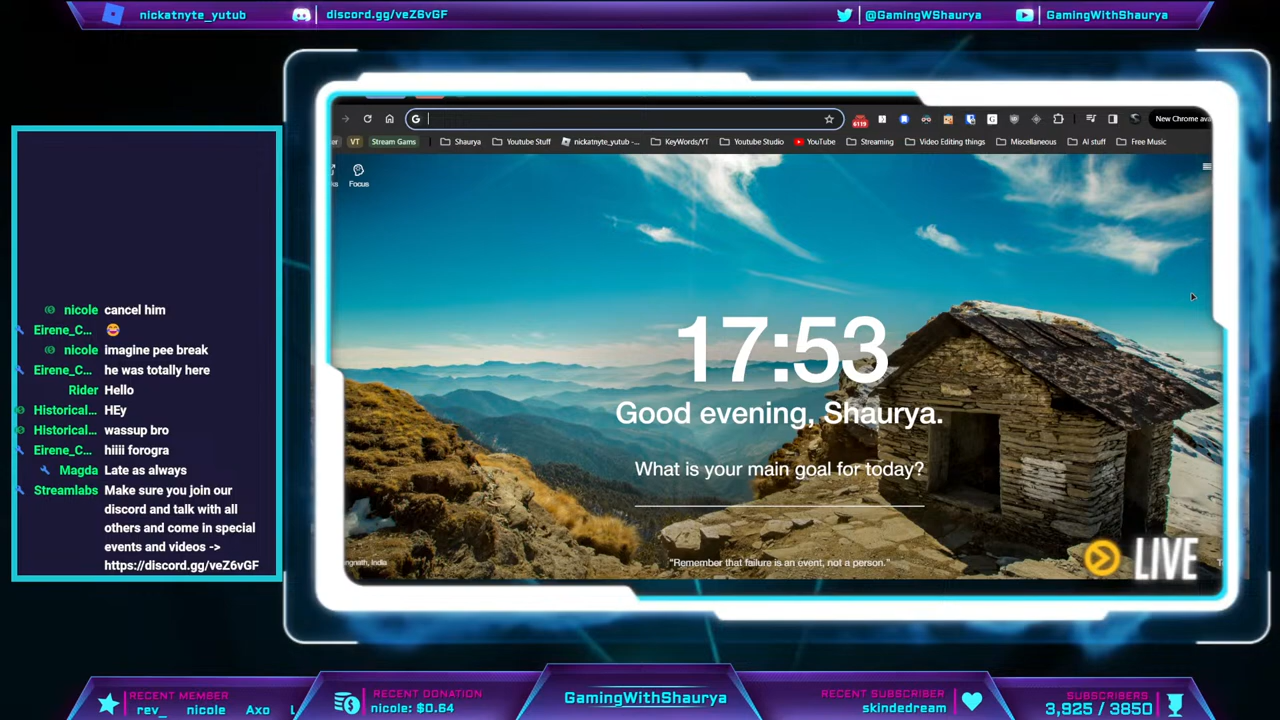 nickatnyte_yutub
discord.gg/veZ6vGF
@GamingWShaurya
GamingWithShaurya
G
6119
New Chrome ava
VT
Stream Gams
Shaurya
Youtube Stuff
nickatnyte_yutub -...
KeyWords/YT
Youtube Studio
YouTube
Streaming
Video Editing things
Miscellaneous
AI stuff
Free Music
Focus
nicole cancel him
Eirene_C... 😂
nicole imagine pee break
Eirene_C... he was totally here
Rider Hello
Historical... HEy
Historical... wassup bro
Eirene_C... hiiii forogra
Magda Late as always
Streamlabs Make sure you join our
discord and talk with all
others and come in special
events and videos ->
https://discord.gg/veZ6vGF
17:53
Good evening, Shaurya.
What is your main goal for today?
"Remember that failure is an event, not a person."
India
LIVE
RECENT MEMBER
rev_ nicole Axo
RECENT DONATION
nicole: $0.64
GamingWithShaurya
RECENT SUBSCRIBER
skindedream
SUBSCRIBERS
3,925 / 3850